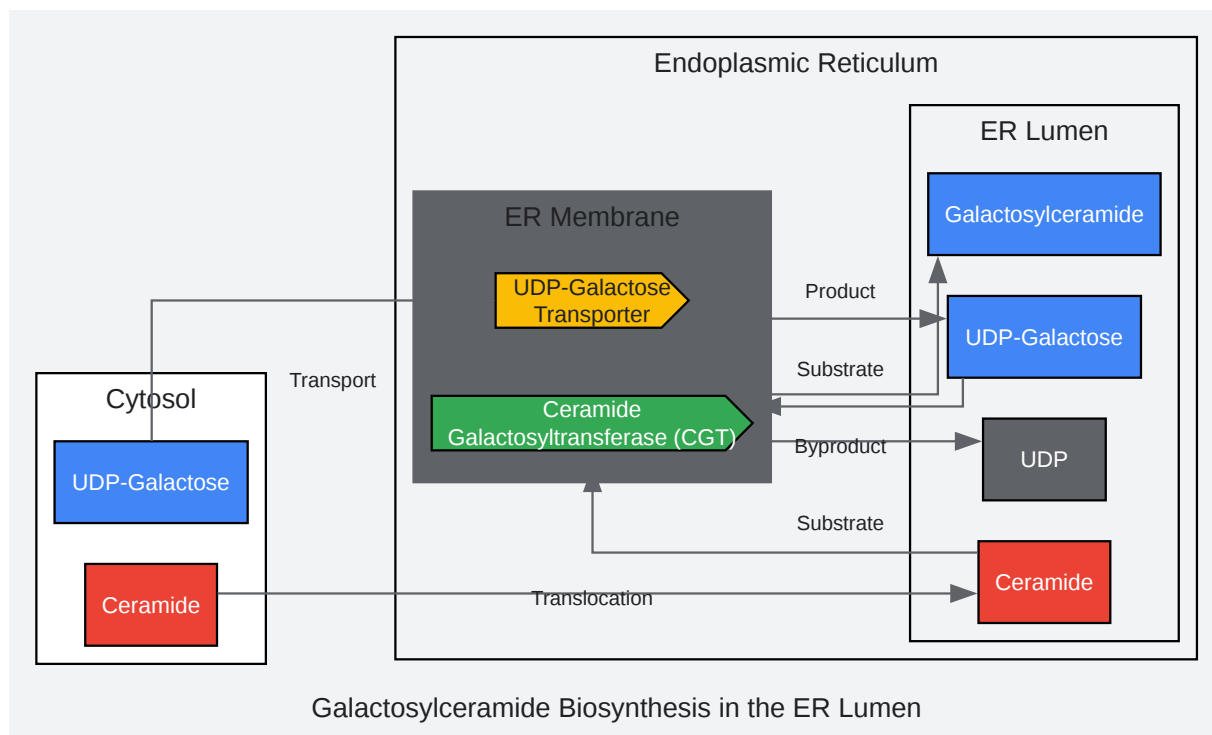 Endoplasmic Reticulum
ER Lumen
Galactosylceramide
ER Membrane
UDP-Galactose
Transporter
Product
UDP-Galactose
Substrate
Transport
Cytosol
Ceramide
Galactosyltransferase (CGT)
Byproduct
UDP
UDP-Galactose
Substrate
Ceramide
Translocation
Ceramide
Galactosylceramide Biosynthesis in the ER Lumen